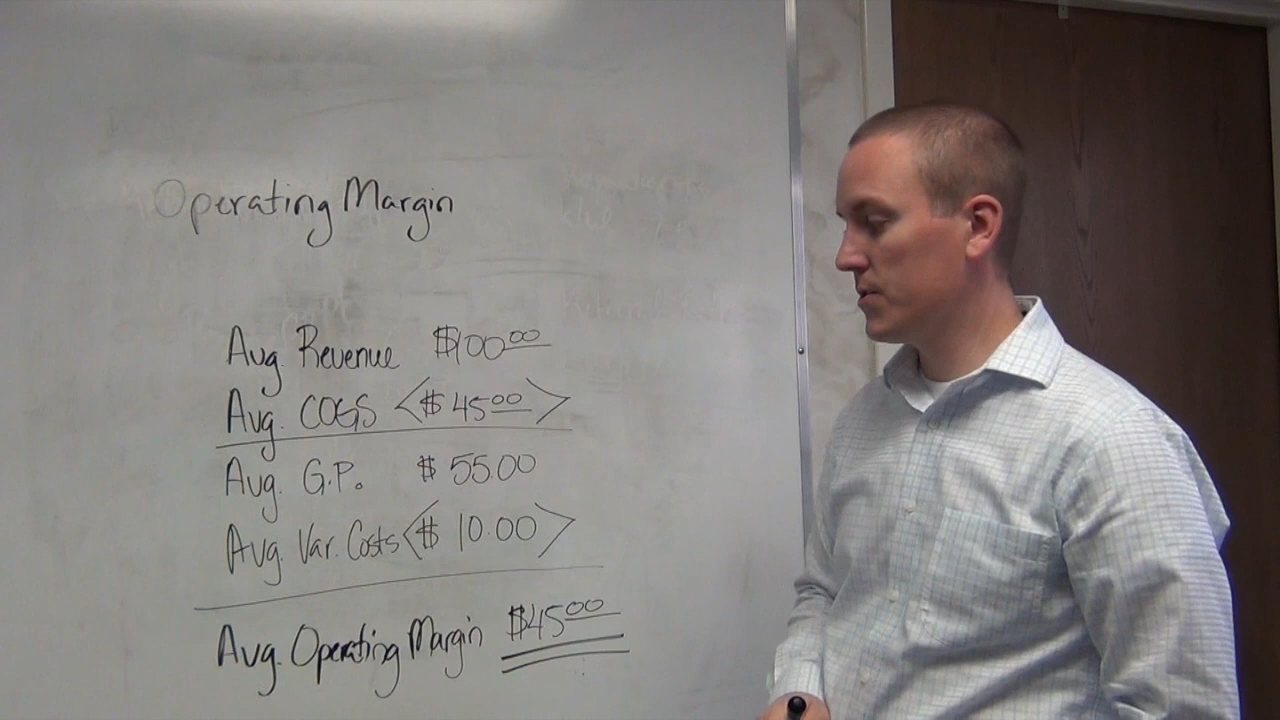 Operating Margin
Avg. Revenue $100.00
Avg. COGS <$45.00>
Avg. G.P. $55.00
Avg. Var. Costs <$10.00>
Avg. Operating Margin $45.00